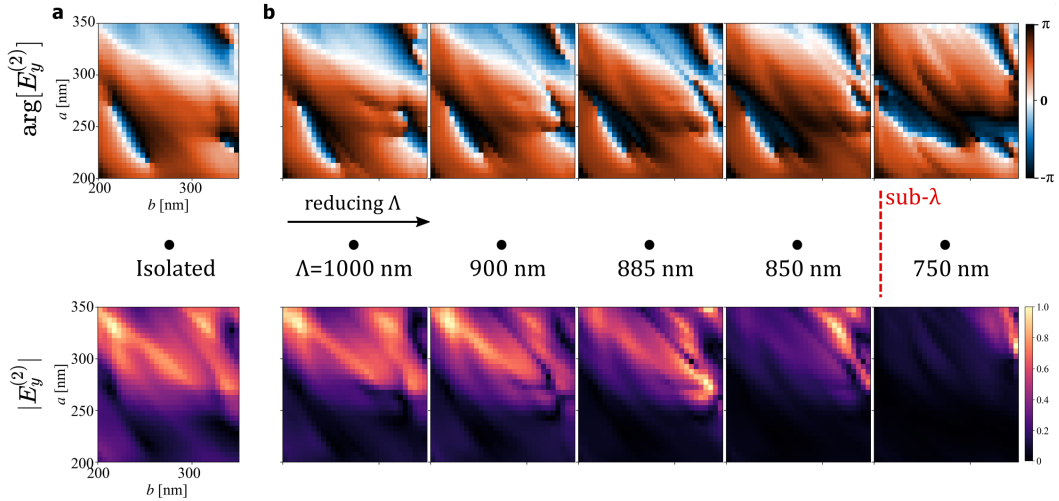 a
b
arg[E_y^(2)]
a [nm]
350
300
250
200
200
300
b [nm]
π
0
-π
reducing Λ
sub-λ
Isolated
Λ=1000 nm
900 nm
885 nm
850 nm
750 nm
|E_y^(2)|
a [nm]
350
300
250
200
200
300
b [nm]
1.0
0.8
0.6
0.4
0.2
0